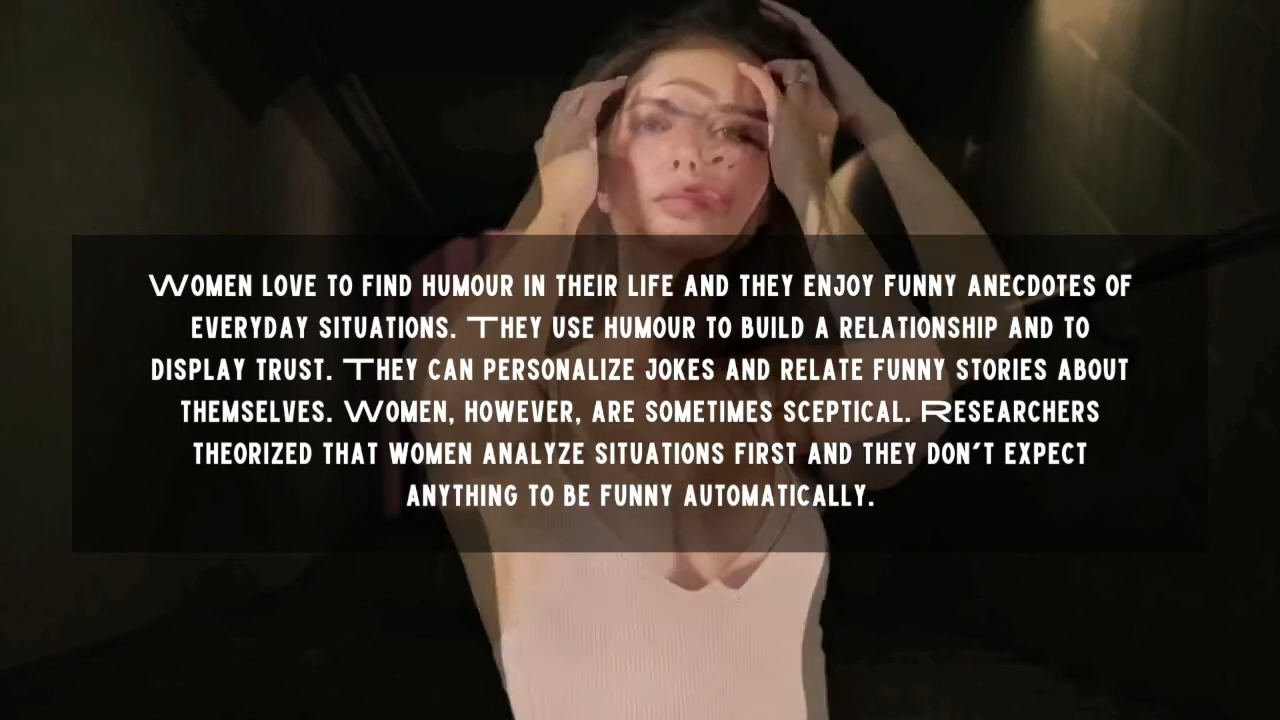 Women love to find humour in their life and they enjoy funny anecdotes of
everyday situations. They use humour to build a relationship and to
display trust. They can personalize jokes and relate funny stories about
themselves. Women, however, are sometimes sceptical. Researchers
theorized that women analyze situations first and they don't expect
anything to be funny automatically.